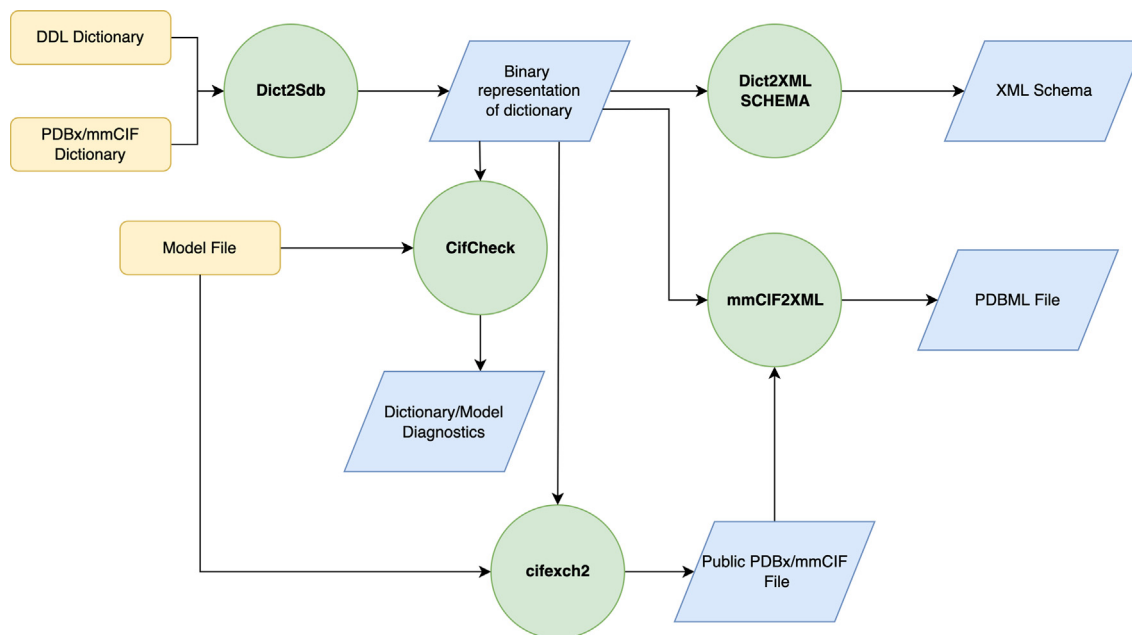 DDL Dictionary
PDBx/mmCIF
Dictionary
Dict2Sdb
Binary
representation
of dictionary
Dict2XML
SCHEMA
XML Schema
Model File
CifCheck
mmCIF2XML
PDBML File
Dictionary/Model
Diagnostics
cifexch2
Public PDBx/mmCIF
File